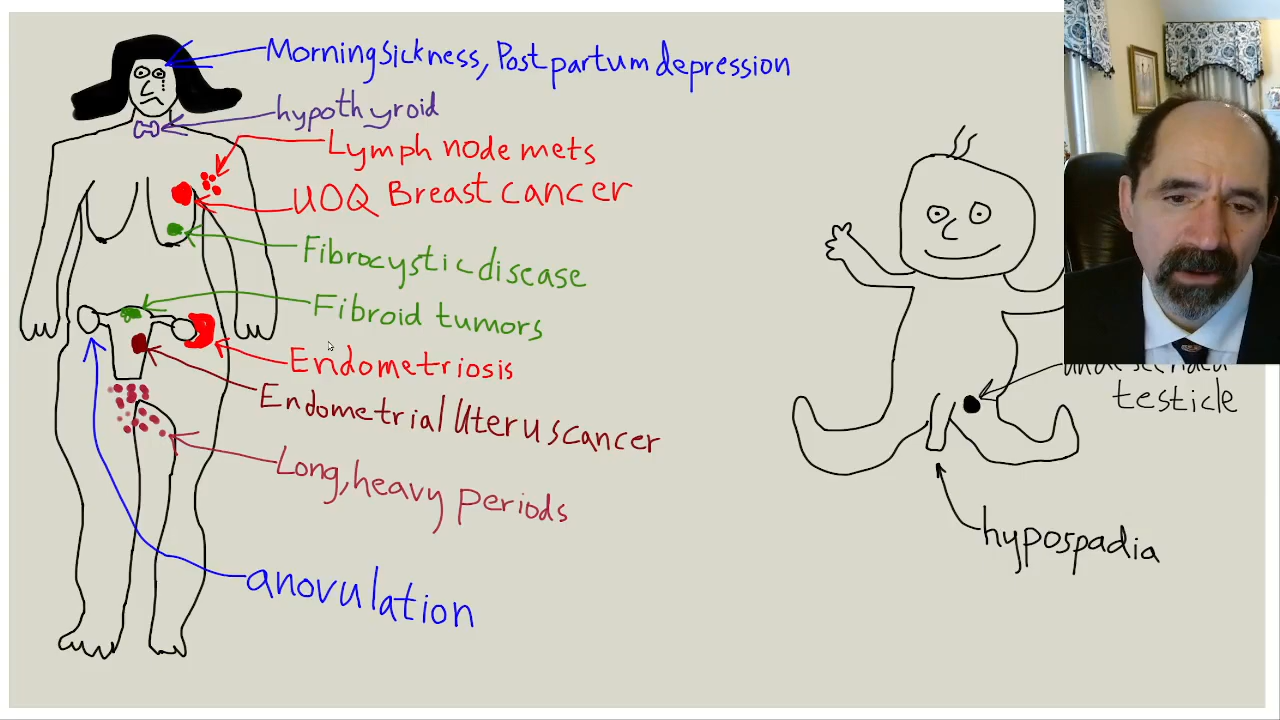 Morning sickness, Post partum depression
hypothyroid
Lymph node mets
UOQ Breast cancer
Fibrocystic disease
Fibroid tumors
Endometriosis
Endometrial Uterus cancer
Long, heavy periods
anovulation
testicle
hypospadia